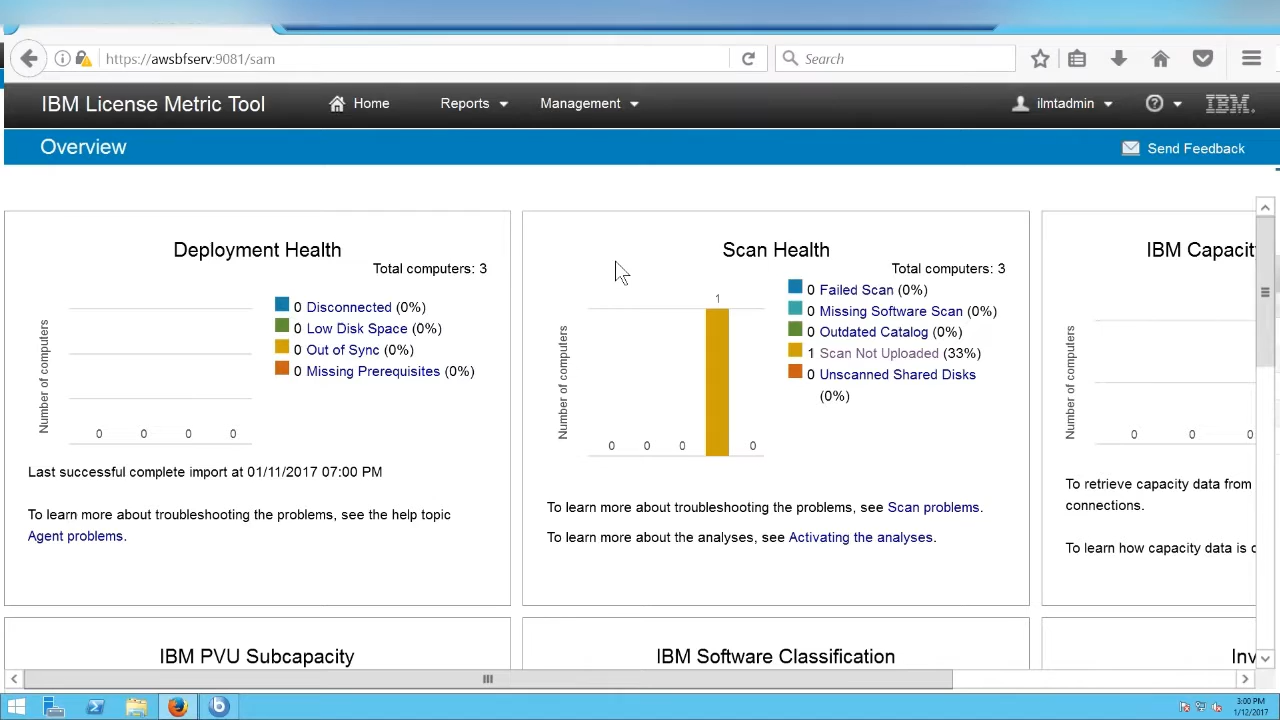 https://awsbfserv:9081/sam
Search
IBM License Metric Tool
Home
Reports
Management
ilmtadmin
IBM
Overview
Send Feedback
Deployment Health
Total computers: 3
Number of computers
0 0 0 0
0 Disconnected (0%)
0 Low Disk Space (0%)
0 Out of Sync (0%)
0 Missing Prerequisites (0%)
Last successful complete import at 01/11/2017 07:00 PM
To learn more about troubleshooting the problems, see the help topic
Agent problems.
Scan Health
Total computers: 3
Number of computers
1
0 0 0 0
0 Failed Scan (0%)
0 Missing Software Scan (0%)
0 Outdated Catalog (0%)
1 Scan Not Uploaded (33%)
0 Unscanned Shared Disks
(0%)
To learn more about troubleshooting the problems, see Scan problems.
To learn more about the analyses, see Activating the analyses.
IBM Capacit
Number of computers
0 0 0
To retrieve capacity data from
connections.
To learn how capacity data is c
IBM PVU Subcapacity
IBM Software Classification
Inv
3:00 PM
1/12/2017